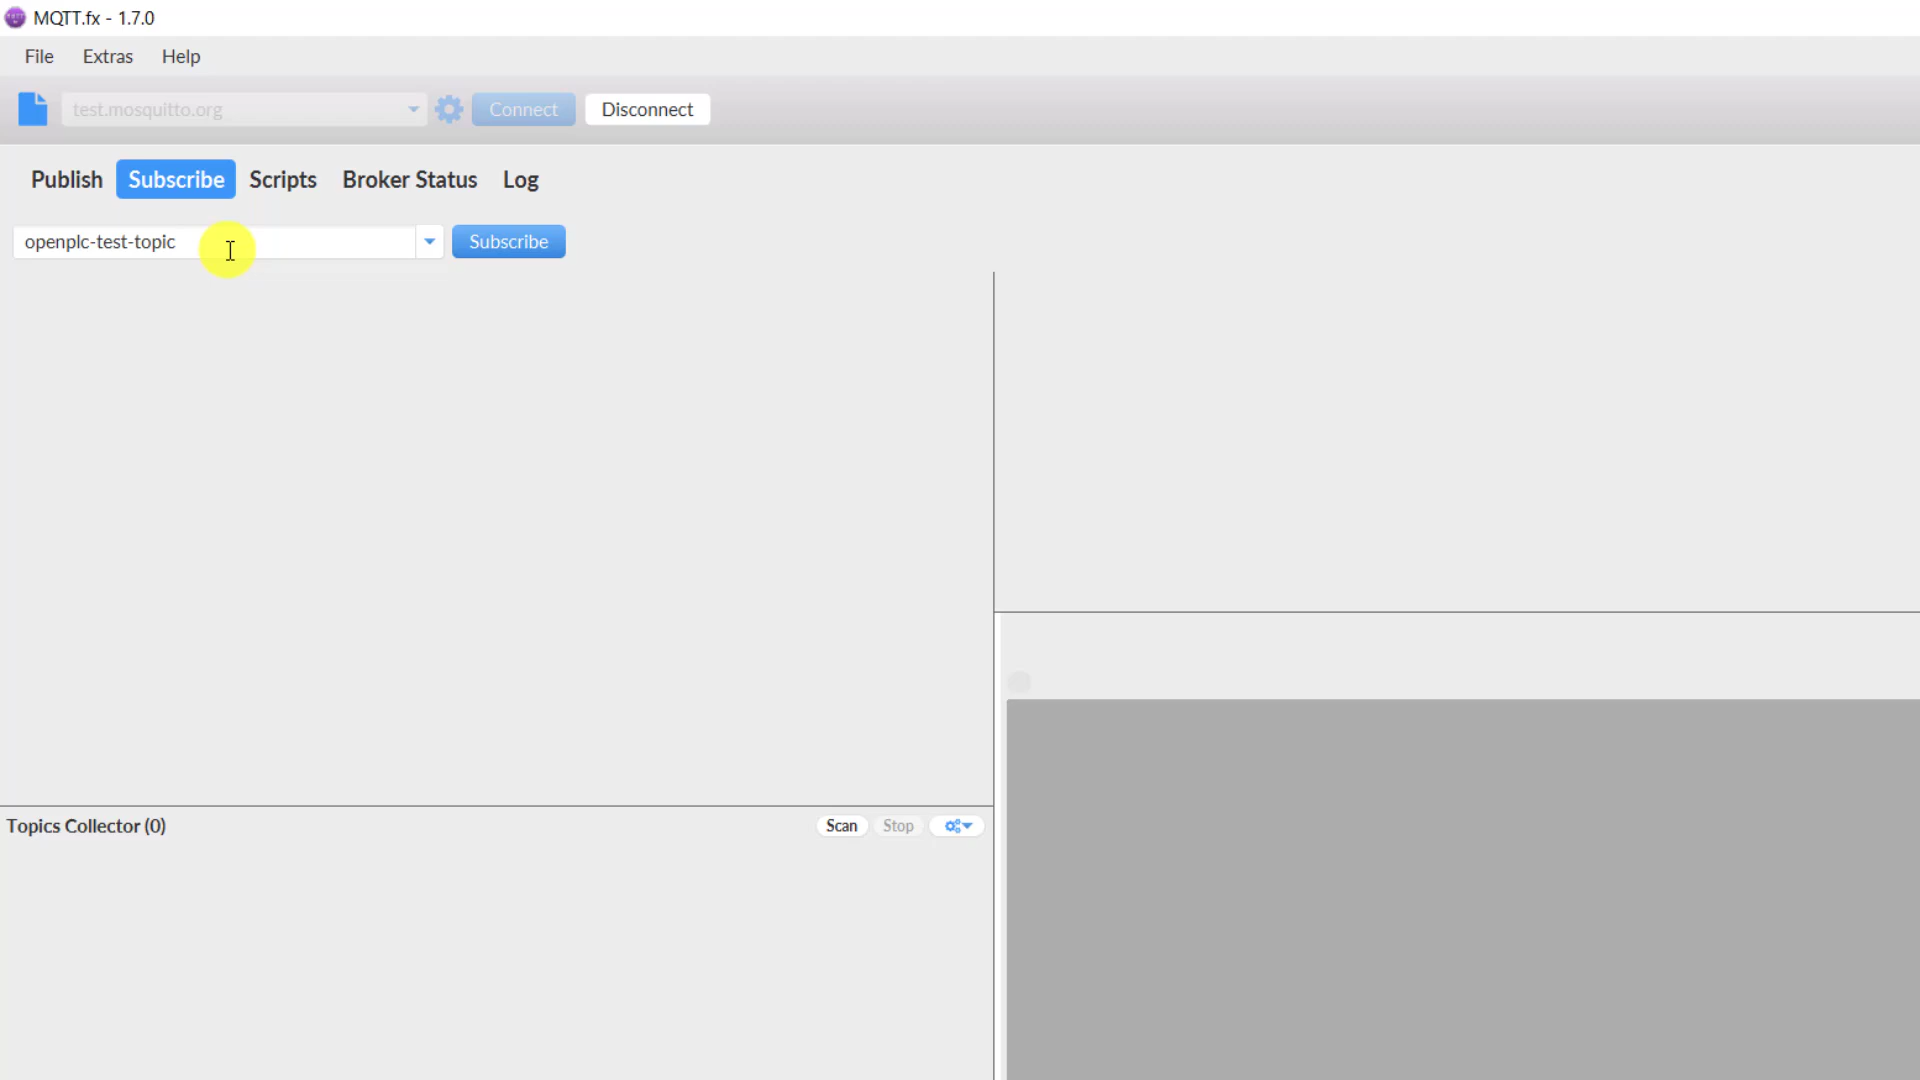 MQTT.fx - 1.7.0
File Extras Help
test.mosquitto.org Connect Disconnect
Publish Subscribe Scripts Broker Status Log
openplc-test-topic Subscribe
Topics Collector (0) Scan Stop